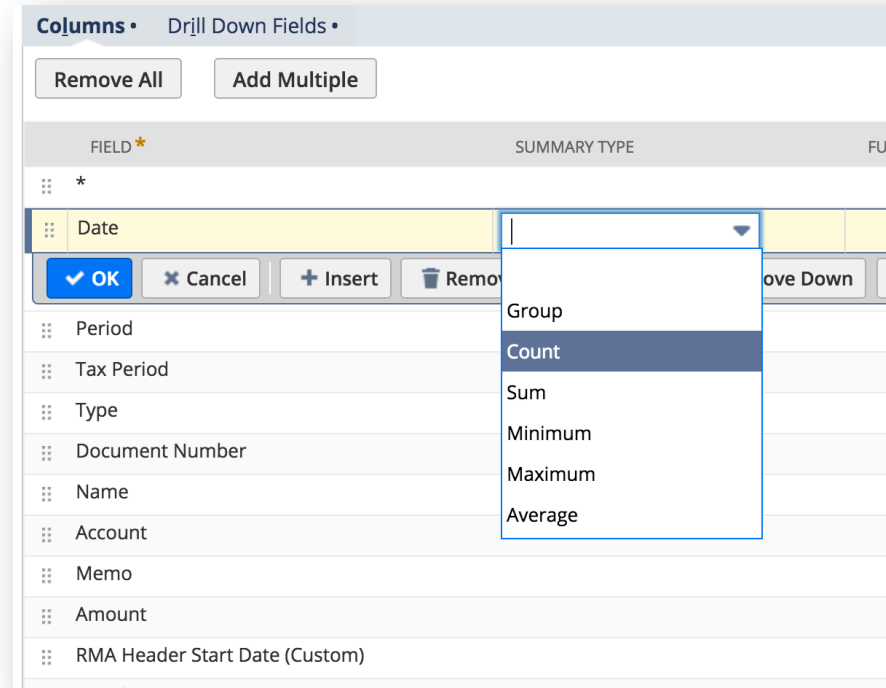 Columns • Drill Down Fields •
Remove All Add Multiple
FIELD * SUMMARY TYPE FU
*
Date
OK Cancel Insert Remov ove Down
Group
Period
Count
Tax Period
Sum
Type
Minimum
Document Number
Maximum
Name
Average
Account
Memo
Amount
RMA Header Start Date (Custom)